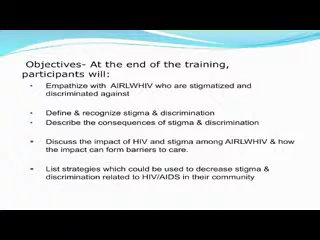 Objectives- At the end of the training,
participants will:
• Empathize with AIRLWHIV who are stigmatized and
discriminated against
• Define & recognize stigma & discrimination
• Describe the consequences of stigma & discrimination
• Discuss the impact of HIV and stigma among AIRLWHIV & how
the impact can form barriers to care.
• List strategies which could be used to decrease stigma &
discrimination related to HIV/AIDS in their community